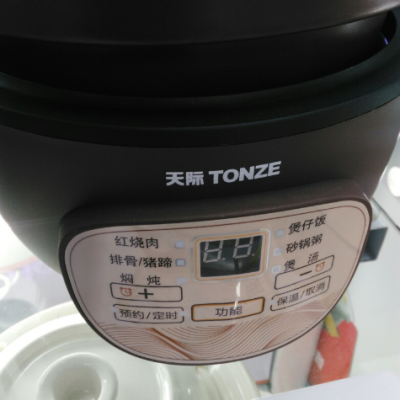 天际 TONZE
红烧肉
排骨/猪蹄
焖 炖
煲仔饭
砂锅粥
煲 汤
+
−
预约/定时
功能
保温/取消